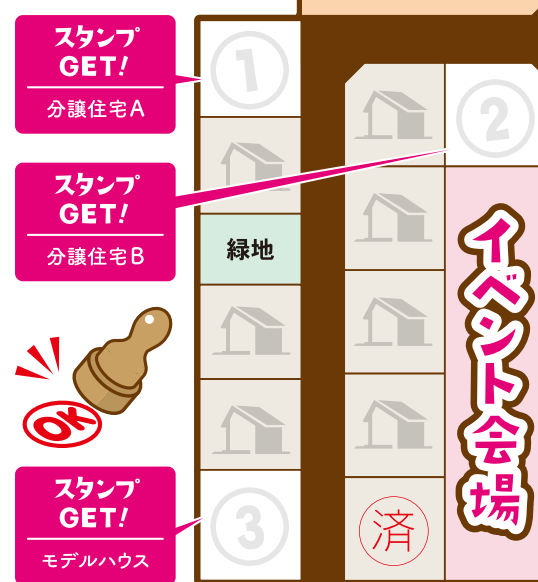 スタンプ
GET!
分譲住宅A
1
2
スタンプ
GET!
分譲住宅B
緑地
イベント会場
OK
スタンプ
GET!
モデルハウス
3
済